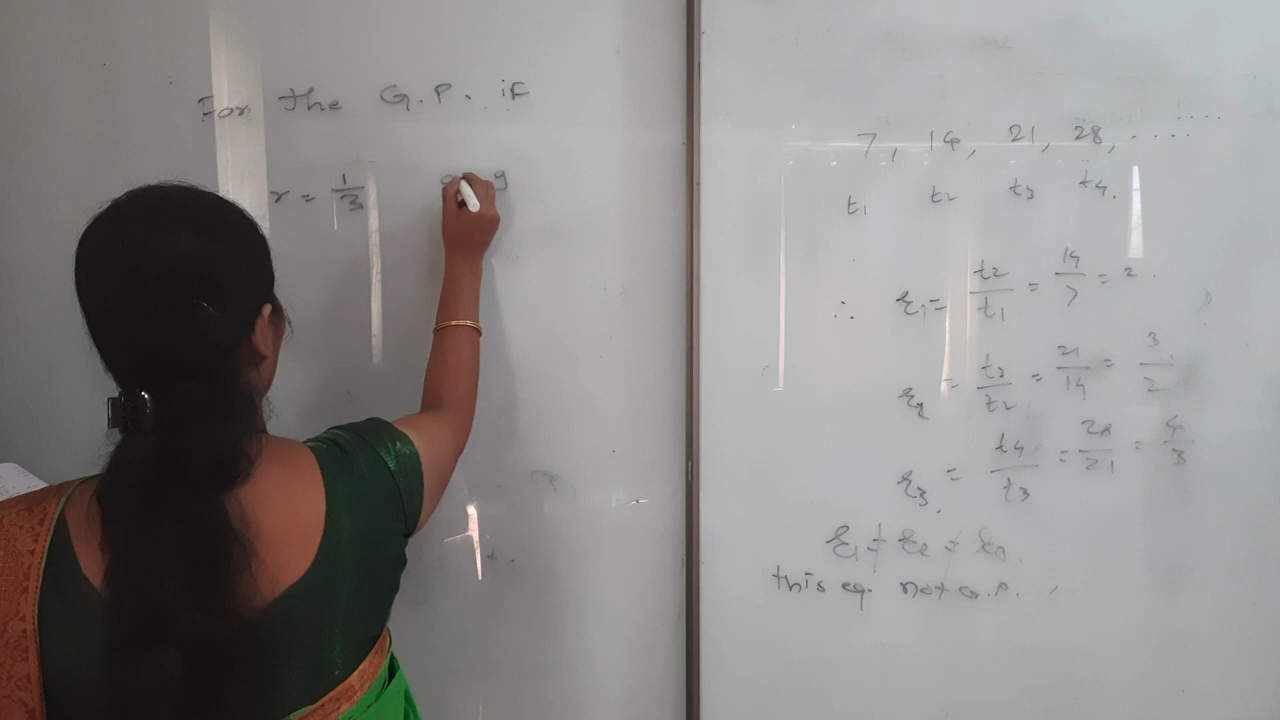 For the G.P. if
r = 1/3 9
7, 14, 21, 28, .....
t1 t2 t3 t4.
∴ r1 = t2/t1 = 14/7 = 2.
r2 = t3/t2 = 21/14 = 3/2
r3 = t4/t3 = 28/21 = 4/3
r1 ≠ r2 ≠ r3.
this eq. not G.P.